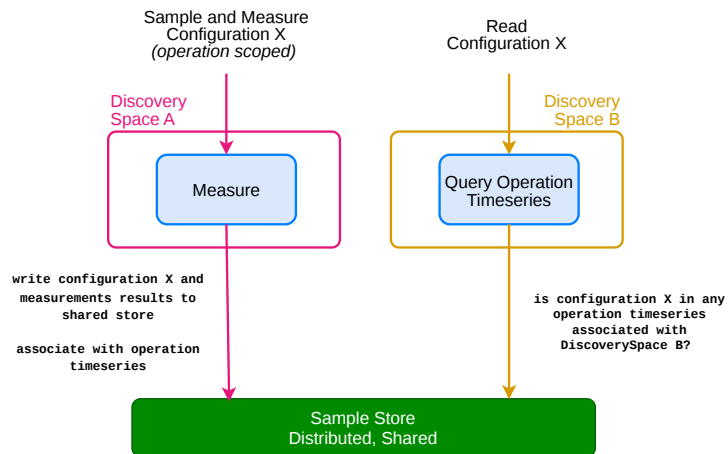 Sample and Measure
Configuration X
(operation scoped)
Read
Configuration X
Discovery
Space A
Discovery
Space B
Measure
Query Operation
Timeseries
write configuration X and
measurements results to
shared store
associate with operation
timeseries
is configuration X in any
operation timeseries
associated with
DiscoverySpace B?
Sample Store
Distributed, Shared